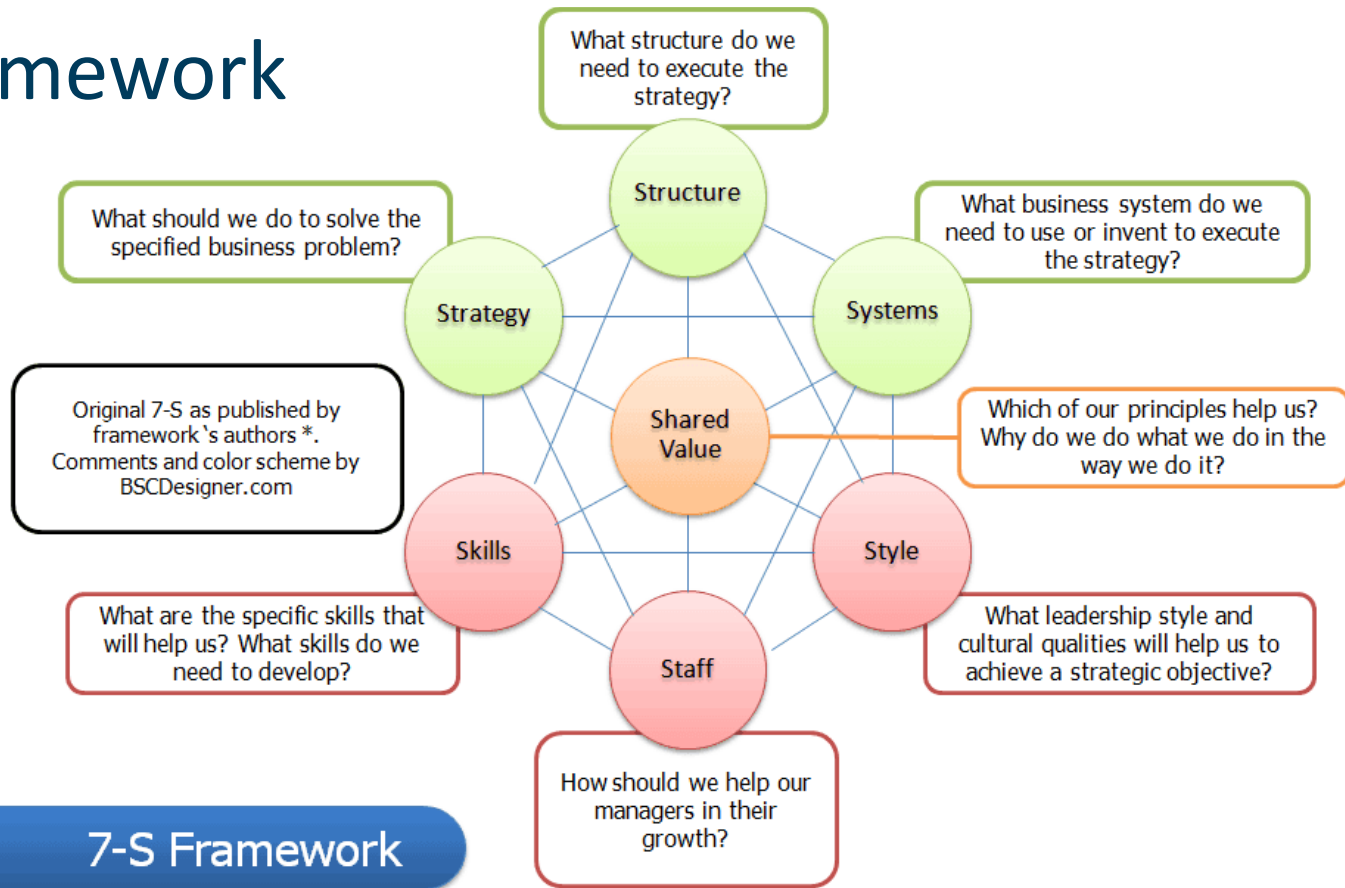 mework
What structure do we
need to execute the
strategy?
Structure
What should we do to solve the
specified business problem?
What business system do we
need to use or invent to execute
the strategy?
Strategy
Systems
Original 7-S as published by
framework`s authors *.
Comments and color scheme by
BSCDesigner.com
Shared
Value
Which of our principles help us?
Why do we do what we do in the
way we do it?
Skills
Style
What are the specific skills that
will help us? What skills do we
need to develop?
What leadership style and
cultural qualities will help us to
achieve a strategic objective?
Staff
How should we help our
managers in their
growth?
7-S Framework